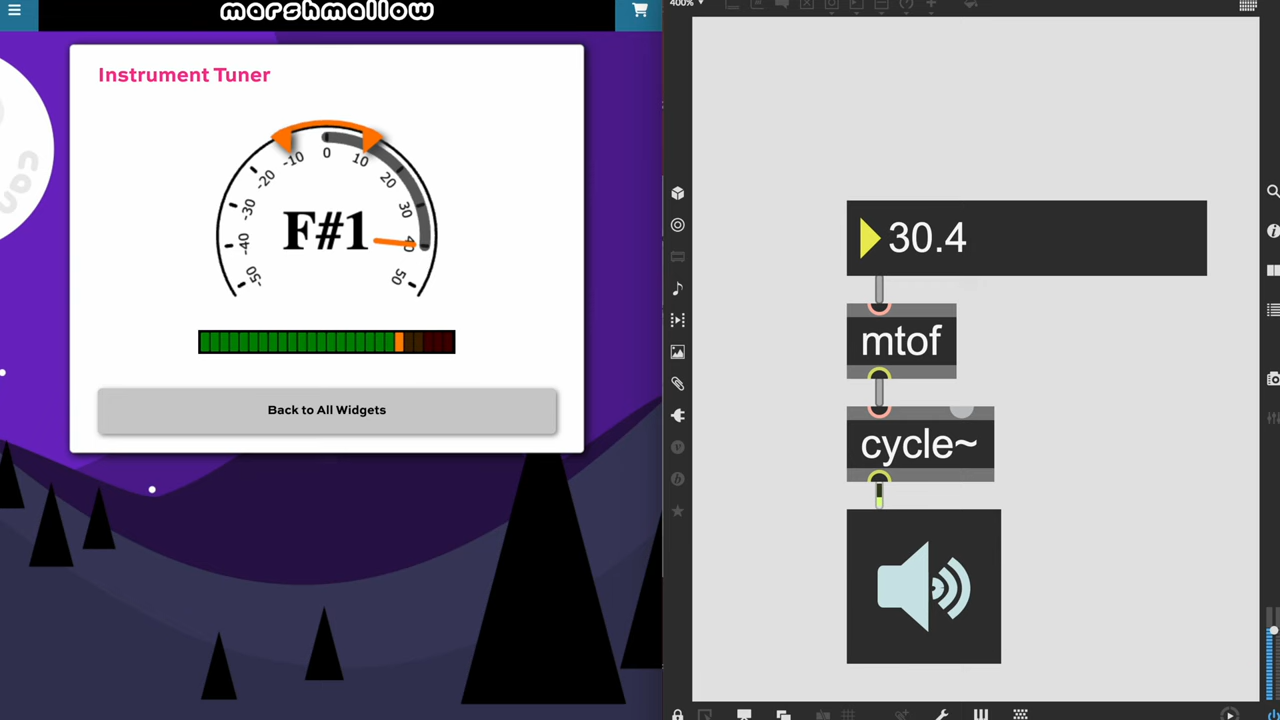 marshmallow
Instrument Tuner
-50
-40
-30
-20
-10
0
10
20
30
40
50
F#1
Back to All Widgets
400%
30.4
mtof
cycle~